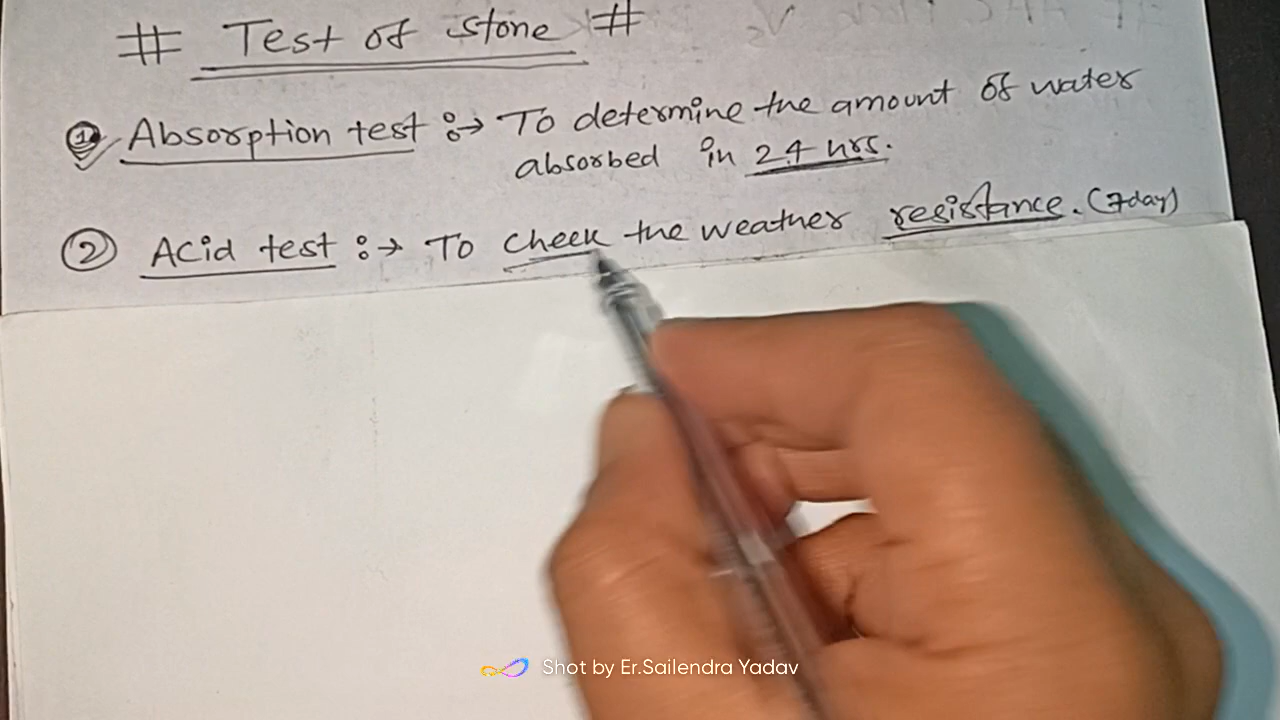 # Test of stone #
① Absorption test :→ To determine the amount of water
absorbed in 24 hrs.
② Acid test :→ To check the weather resistance. (7day)
Shot by Er.Sailendra Yadav